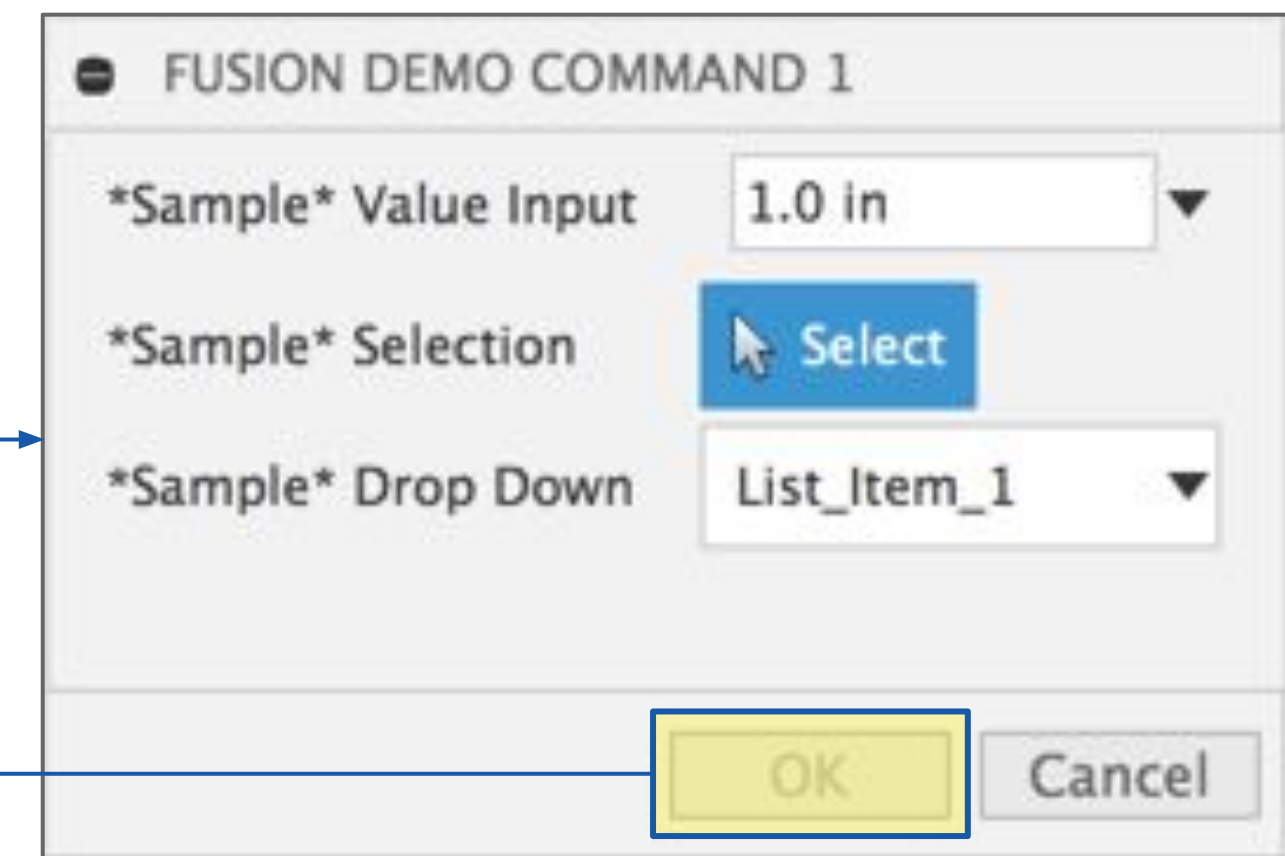 FUSION DEMO COMMAND 1
*Sample* Value Input 1.0 in
*Sample* Selection Select
*Sample* Drop Down List_Item_1
OK Cancel